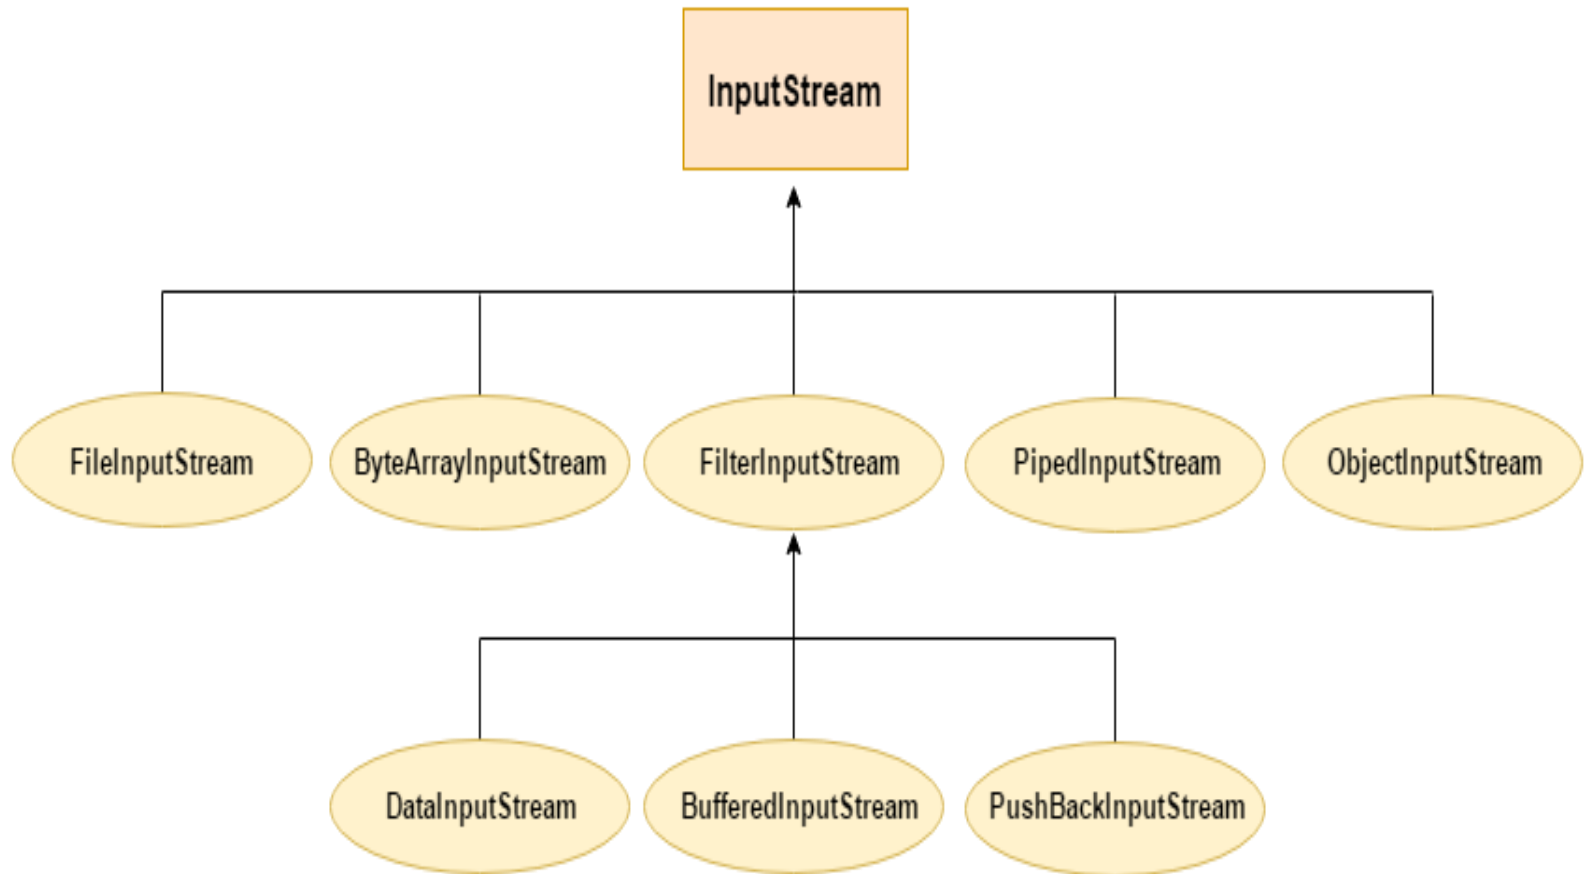 InputStream
FileInputStream
ByteArrayInputStream
FilterInputStream
PipedInputStream
ObjectInputStream
DataInputStream
BufferedInputStream
PushBackInputStream